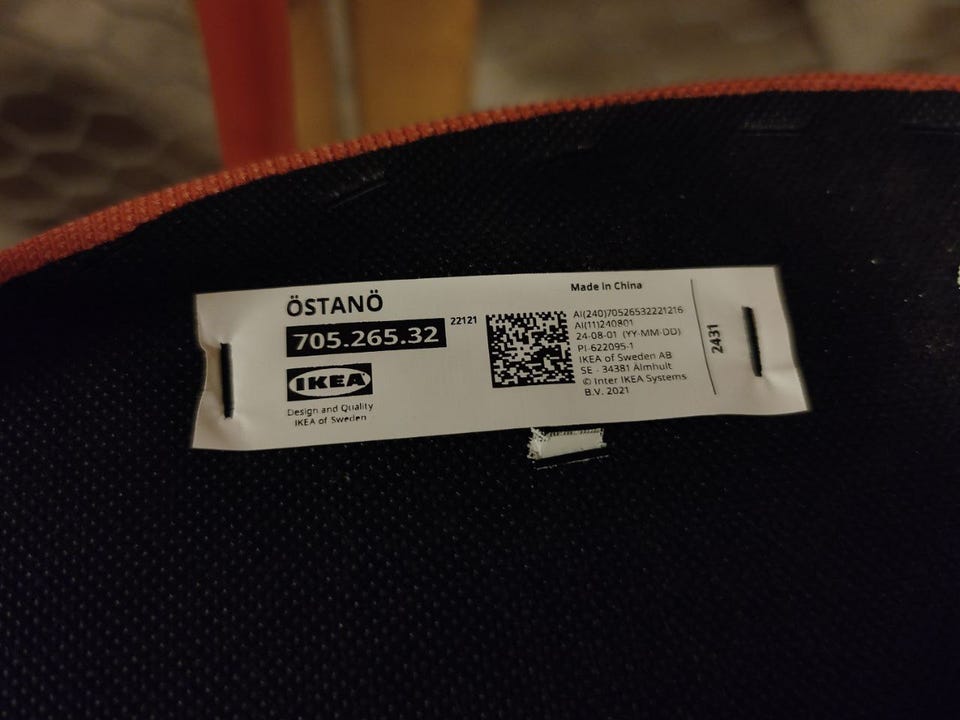 ÖSTANÖ
705.265.32
22121
IKEA
Design and Quality
IKEA of Sweden
Made in China
AI(240)70526532221216
AI(11)240801
24-08-01 (YY-MM-DD)
PI-622095-1
IKEA of Sweden AB
SE - 34381 Älmhult
© Inter IKEA Systems
B.V. 2021
2431